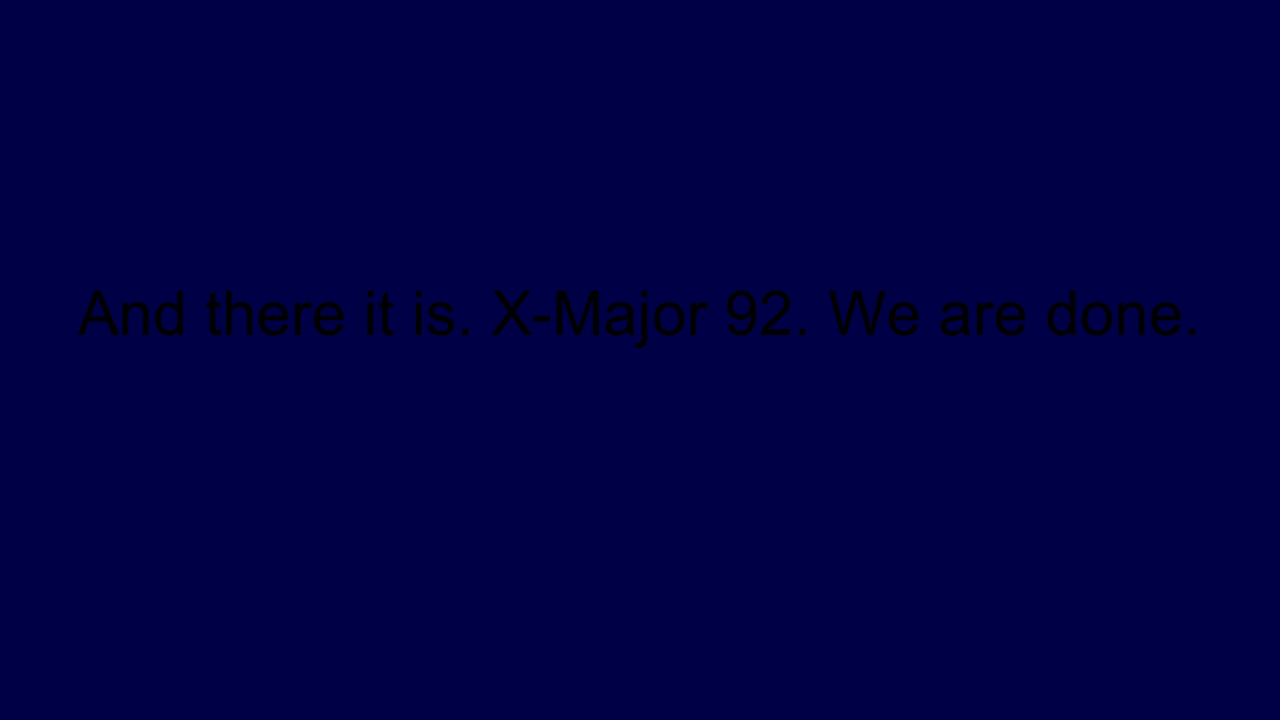 And there it is. X-Major 92. We are done.